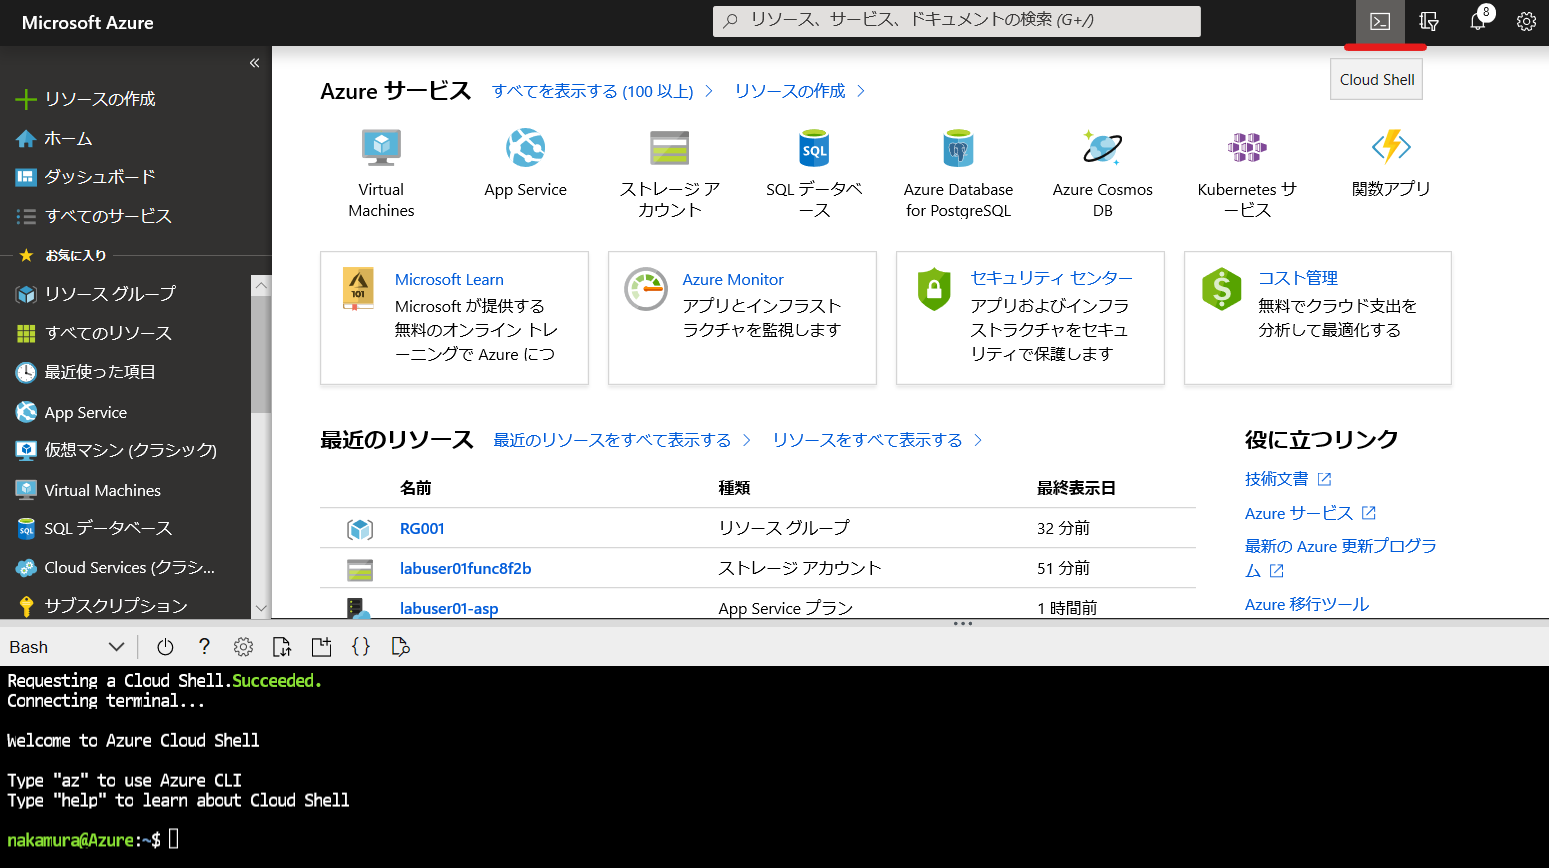 Microsoft Azure
リソース、サービス、ドキュメントの検索 (G+/)
8
Cloud Shell
«
リソースの作成
ホーム
ダッシュボード
すべてのサービス
お気に入り
リソース グループ
すべてのリソース
最近使った項目
App Service
仮想マシン (クラシック)
Virtual Machines
SQL データベース
Cloud Services (クラシ...
サブスクリプション
Azure サービス
すべてを表示する (100 以上)
リソースの作成
Virtual
Machines
App Service
ストレージ ア
カウント
SQL
SQL データベ
ース
Azure Database
for PostgreSQL
Azure Cosmos
DB
Kubernetes サ
ービス
関数アプリ
101
Microsoft Learn
Microsoft が提供する
無料のオンライン トレ
ーニングで Azure につ
Azure Monitor
アプリとインフラスト
ラクチャを監視します
セキュリティ センター
アプリおよびインフラ
ストラクチャをセキュ
リティで保護します
コスト管理
無料でクラウド支出を
分析して最適化する
最近のリソース
最近のリソースをすべて表示する
リソースをすべて表示する
名前 種類 最終表示日
RG001 リソース グループ 32 分前
labuser01func8f2b ストレージ アカウント 51 分前
labuser01-asp App Service プラン 1 時間前
役に立つリンク
技術文書
Azure サービス
最新の Azure 更新プログラ
ム
Azure 移行ツール
Bash
?
{}
Requesting a Cloud Shell.Succeeded.
Connecting terminal...
Welcome to Azure Cloud Shell
Type "az" to use Azure CLI
Type "help" to learn about Cloud Shell
nakamura@Azure:~$